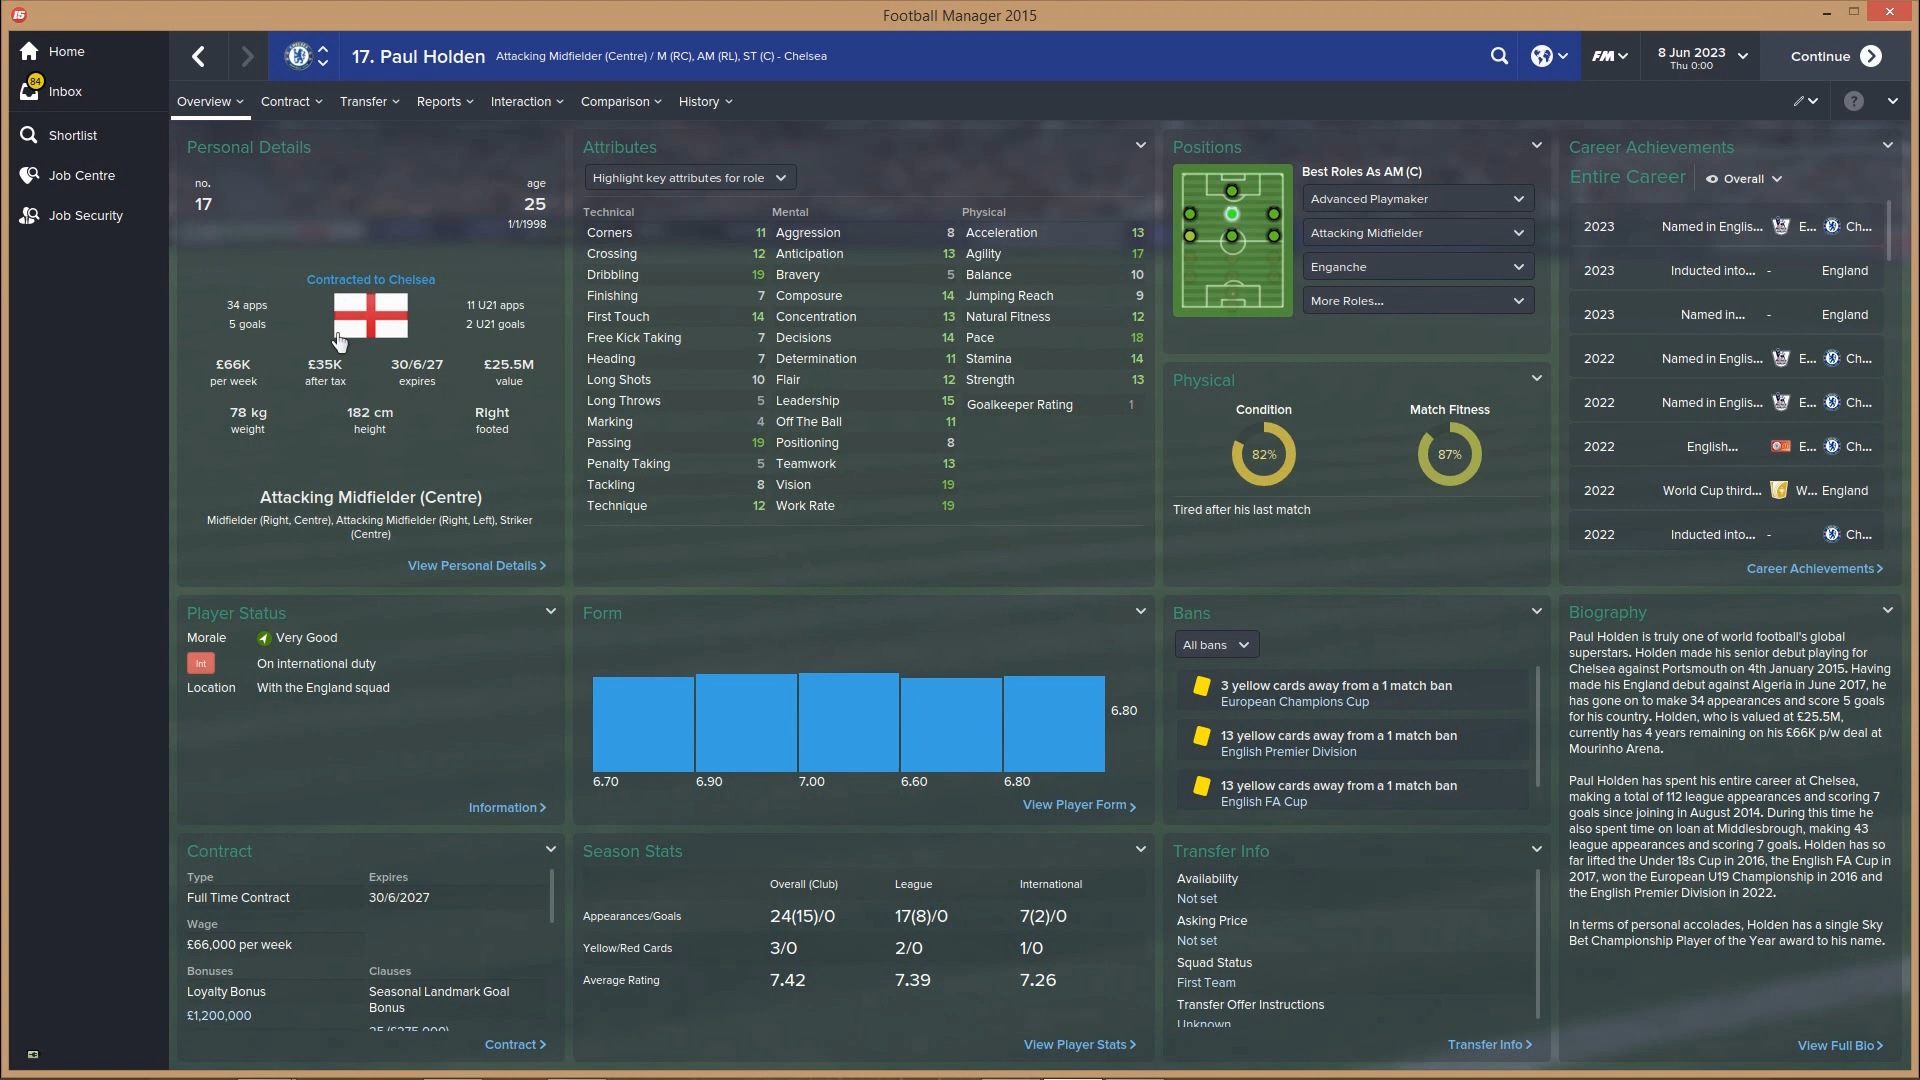 Football Manager 2015
Home
84
Inbox
Shortlist
Job Centre
Job Security
17. Paul Holden Attacking Midfielder (Centre) / M (RC), AM (RL), ST (C) - Chelsea
FM
8 Jun 2023
Thu 0:00
Continue
Overview Contract Transfer Reports Interaction Comparison History
Personal Details
no. age
17 25
1/1/1998
Contracted to Chelsea
34 apps 11 U21 apps
5 goals 2 U21 goals
£66K £35K 30/6/27 £25.5M
per week after tax expires value
78 kg 182 cm Right
weight height footed
Attacking Midfielder (Centre)
Midfielder (Right, Centre), Attacking Midfielder (Right, Left), Striker
(Centre)
View Personal Details
Attributes
Highlight key attributes for role
Technical Mental Physical
Corners 11 Aggression 8 Acceleration 13
Crossing 12 Anticipation 13 Agility 17
Dribbling 19 Bravery 5 Balance 10
Finishing 7 Composure 14 Jumping Reach 9
First Touch 14 Concentration 13 Natural Fitness 12
Free Kick Taking 7 Decisions 14 Pace 18
Heading 7 Determination 11 Stamina 14
Long Shots 10 Flair 12 Strength 13
Long Throws 5 Leadership 15 Goalkeeper Rating 1
Marking 4 Off The Ball 11
Passing 19 Positioning 8
Penalty Taking 5 Teamwork 13
Tackling 8 Vision 19
Technique 12 Work Rate 19
Positions
Best Roles As AM (C)
Advanced Playmaker
Attacking Midfielder
Enganche
More Roles...
Physical
Condition Match Fitness
82% 87%
Tired after his last match
Career Achievements
Entire Career Overall
2023 Named in Englis... E... Ch...
2023 Inducted into... - England
2023 Named in... - England
2022 Named in Englis... E... Ch...
2022 Named in Englis... E... Ch...
2022 English... E... Ch...
2022 World Cup third... W... England
2022 Inducted into... - Ch...
Career Achievements
Player Status
Morale Very Good
Int On international duty
Location With the England squad
Information
Form
6.80
6.70 6.90 7.00 6.60 6.80
View Player Form
Bans
All bans
3 yellow cards away from a 1 match ban
European Champions Cup
13 yellow cards away from a 1 match ban
English Premier Division
13 yellow cards away from a 1 match ban
English FA Cup
Biography
Paul Holden is truly one of world football's global
superstars. Holden made his senior debut playing for
Chelsea against Portsmouth on 4th January 2015. Having
made his England debut against Algeria in June 2017, he
has gone on to make 34 appearances and score 5 goals
for his country. Holden, who is valued at £25.5M,
currently has 4 years remaining on his £66K p/w deal at
Mourinho Arena.
Paul Holden has spent his entire career at Chelsea,
making a total of 112 league appearances and scoring 7
goals since joining in August 2014. During this time he
also spent time on loan at Middlesbrough, making 43
league appearances and scoring 7 goals. Holden has so
far lifted the Under 18s Cup in 2016, the English FA Cup in
2017, won the European U19 Championship in 2016 and
the English Premier Division in 2022.
In terms of personal accolades, Holden has a single Sky
Bet Championship Player of the Year award to his name.
View Full Bio
Contract
Type Expires
Full Time Contract 30/6/2027
Wage
£66,000 per week
Bonuses Clauses
Loyalty Bonus Seasonal Landmark Goal
Bonus
£1,200,000
25 (£275,000)
Contract
Season Stats
Overall (Club) League International
Appearances/Goals 24(15)/0 17(8)/0 7(2)/0
Yellow/Red Cards 3/0 2/0 1/0
Average Rating 7.42 7.39 7.26
View Player Stats
Transfer Info
Availability
Not set
Asking Price
Not set
Squad Status
First Team
Transfer Offer Instructions
Unknown
Transfer Info